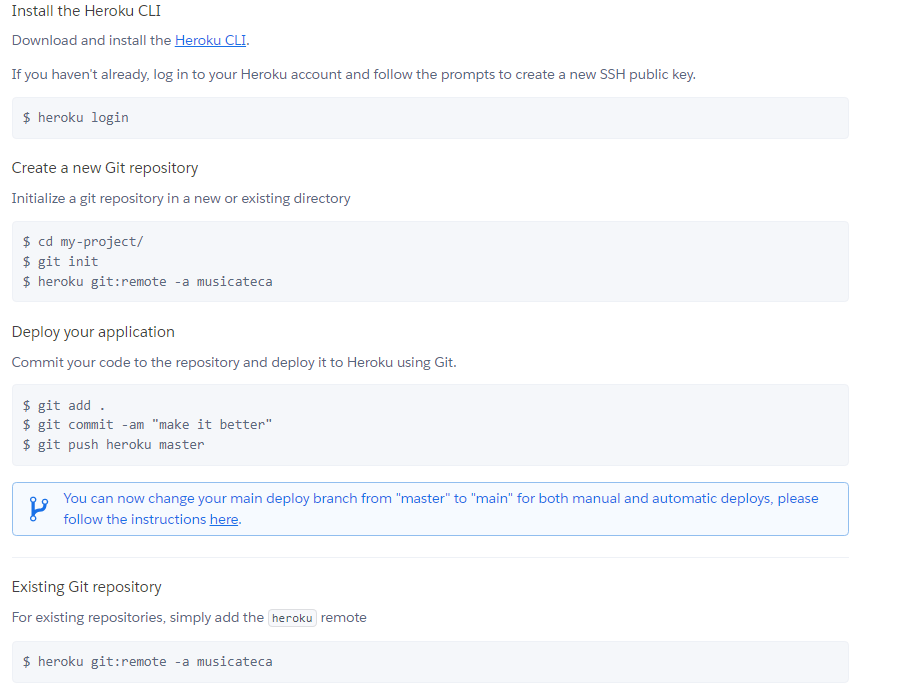 Install the Heroku CLI
Download and install the Heroku CLI.
If you haven't already, log in to your Heroku account and follow the prompts to create a new SSH public key.
$ heroku login
Create a new Git repository
Initialize a git repository in a new or existing directory
$ cd my-project/
$ git init
$ heroku git:remote -a musicateca
Deploy your application
Commit your code to the repository and deploy it to Heroku using Git.
$ git add .
$ git commit -am "make it better"
$ git push heroku master
You can now change your main deploy branch from "master" to "main" for both manual and automatic deploys, please
follow the instructions here.
Existing Git repository
For existing repositories, simply add the heroku remote
$ heroku git:remote -a musicateca